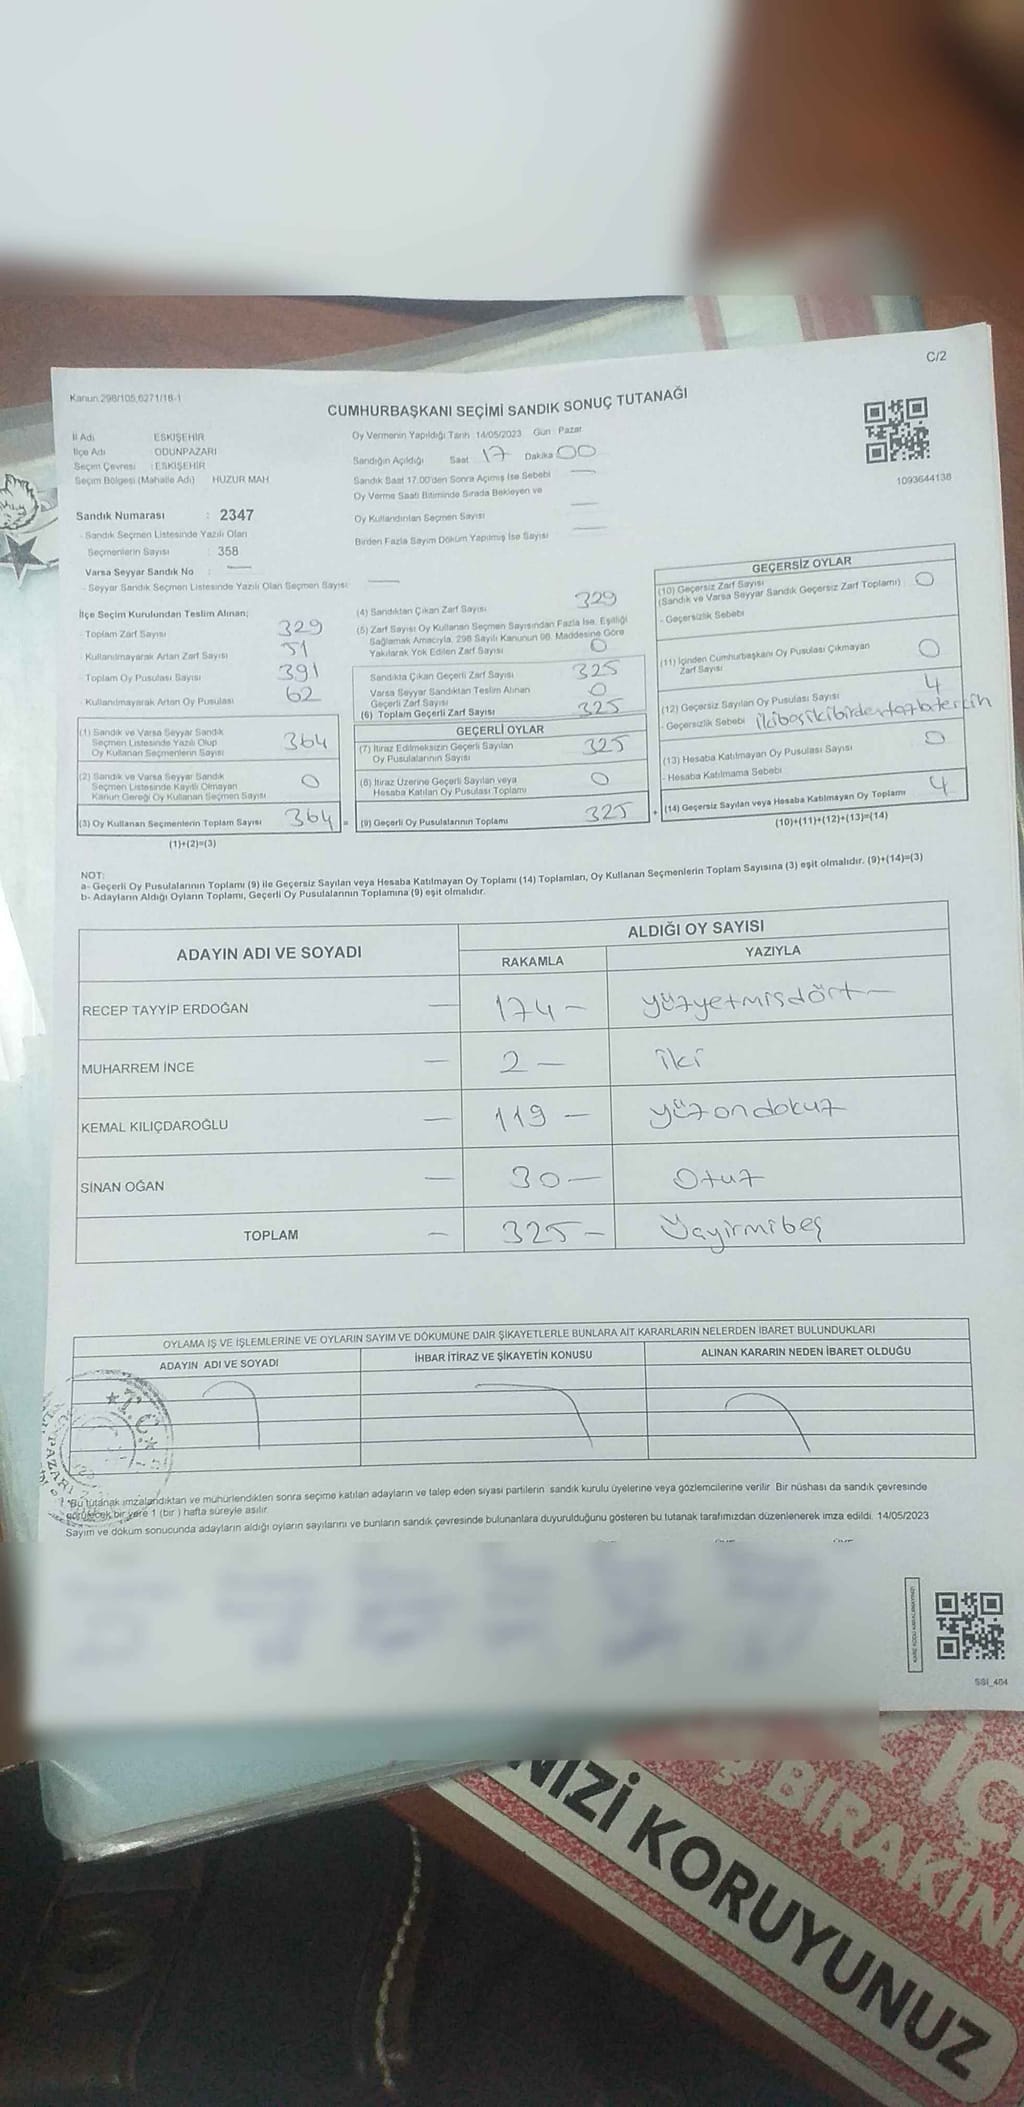 C/2
Kanun:298/105,6271/18-1
CUMHURBAŞKANI SEÇİMİ SANDIK SONUÇ TUTANAĞI
İl Adı ESKİŞEHİR
İlçe Adı ODUNPAZARI
Seçim Çevresi : ESKİŞEHİR
Seçim Bölgesi (Mahalle Adı) HUZUR MAH
Sandık Numarası : 2347
- Sandık Seçmen Listesinde Yazılı Olan
Seçmenlerin Sayısı : 358
Varsa Seyyar Sandık No : —
- Seyyar Sandık Seçmen Listesinde Yazılı Olan Seçmen Sayısı: —
Oy Vermenin Yapıldığı Tarih : 14/05/2023 Gün : Pazar
Sandığın Açıldığı Saat 17 Dakika 00
Sandık Saat 17.00'den Sonra Açımış İse Sebebi —
Oy Verme Saati Bitiminde Sırada Bekleyen ve
Oy Kullandırılan Seçmen Sayısı —
Birden Fazla Sayım Döküm Yapılmış İse Sayısı —
1093644138
İlçe Seçim Kurulundan Teslim Alınan;
Toplam Zarf Sayısı 329
- Kullanılmayarak Artan Zarf Sayısı 51
Toplam Oy Pusulası Sayısı 391
Kullanılmayarak Artan Oy Pusulası 62
(1) Sandık ve Varsa Seyyar Sandık
Seçmen Listesinde Yazılı Olup
Oy Kullanan Seçmenlerin Sayısı 364
(2) Sandık ve Varsa Seyyar Sandık
Seçmen Listesinde Kayıtlı Olmayan
Kanun Gereği Oy Kullanan Seçmen Sayısı 0
(3) Oy Kullanan Seçmenlerin Toplam Sayısı 364 =
(1)+(2)=(3)
(4) Sandıktan Çıkan Zarf Sayısı 329
(5) Zarf Sayısı Oy Kullanan Seçmen Sayısından Fazla İse, Eşitliği
Sağlamak Amacıyla, 298 Sayılı Kanunun 98. Maddesine Göre
Yakılarak Yok Edilen Zarf Sayısı 0
Sandıkta Çıkan Geçerli Zarf Sayısı 325
Varsa Seyyar Sandıktan Teslim Alınan
Geçerli Zarf Sayısı 0
(6) Toplam Geçerli Zarf Sayısı 325
GEÇERLİ OYLAR
(7) İtiraz Edilmeksizin Geçerli Sayılan
Oy Pusulalarının Sayısı 325
(8) İtiraz Üzerine Geçerli Sayılan veya
Hesaba Katılan Oy Pusulası Toplamı 0
(9) Geçerli Oy Pusulalarının Toplamı 325 +
GEÇERSİZ OYLAR
(10) Geçersiz Zarf Sayısı
(Sandık ve Varsa Seyyar Sandık Geçersiz Zarf Toplamı) 0
- Geçersizlik Sebebi
(11) İçinden Cumhurbaşkanı Oy Pusulası Çıkmayan
Zarf Sayısı 0
(12) Geçersiz Sayılan Oy Pusulası Sayısı 4
- Geçersizlik Sebebi
(13) Hesaba Katılmayan Oy Pusulası Sayısı 0
- Hesaba Katılmama Sebebi
(14) Geçersiz Sayılan veya Hesaba Katılmayan Oy Toplamı 4
(10)+(11)+(12)+(13)=(14)
NOT:
a- Geçerli Oy Pusulalarının Toplamı (9) ile Geçersiz Sayılan veya Hesaba Katılmayan Oy Toplamı (14) Toplamları, Oy Kullanan Seçmenlerin Toplam Sayısına (3) eşit olmalıdır. (9)+(14)=(3)
b- Adayların Aldığı Oyların Toplamı, Geçerli Oy Pusulalarının Toplamına (9) eşit olmalıdır.
ADAYIN ADI VE SOYADI ALDIĞI OY SAYISI
RAKAMLA YAZIYLA
RECEP TAYYİP ERDOĞAN — 174 — yüzyetmişdört —
MUHARREM İNCE — 2 — iki
KEMAL KILIÇDAROĞLU — 119 — yüzondokuz
SİNAN OĞAN — 30 — Otuz
TOPLAM — 325 — Üçyirmibeş
OYLAMA İŞ VE İŞLEMLERİNE VE OYLARIN SAYIM VE DÖKÜMÜNE DAİR ŞİKAYETLERLE BUNLARA AİT KARARLARIN NELERDEN İBARET BULUNDUKLARI
ADAYIN ADI VE SOYADI İHBAR İTİRAZ VE ŞİKAYETİN KONUSU ALINAN KARARIN NEDEN İBARET OLDUĞU
★T.C★
PAZARI
*Bu tutanak imzalandıktan ve mühürlendikten sonra seçime katılan adayların ve talep eden siyasi partilerin sandık kurulu üyelerine veya gözlemcilerine verilir. Bir nüshası da sandık çevresinde
görülecek bir yere 1 (bir) hafta süreyle asılır.
Sayım ve döküm sonucunda adayların aldığı oyların sayılarını ve bunların sandık çevresinde bulunanlara duyurulduğunu gösteren bu tutanak tarafımızdan düzenlenerek imza edildi. 14/05/2023
SSI_404
İÇ
BIRAKIN
NİZİ KORUYUNUZ